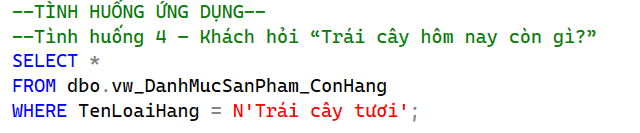 --TÌNH HUỐNG ỨNG DỤNG--
--Tình huống 4 – Khách hỏi “Trái cây hôm nay còn gì?”
SELECT *
FROM dbo.vw_DanhMucSanPham_ConHang
WHERE TenLoaiHang = N'Trái cây tươi';